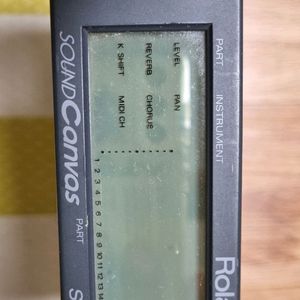 PART INSTRUMENT
Rola
LEVEL PAN
REVERB CHORUS
K SHIFT MIDI CH
1 2 3 4 5 6 7 8 9 10 11 12 13 14
PART
SOUND Canvas
S